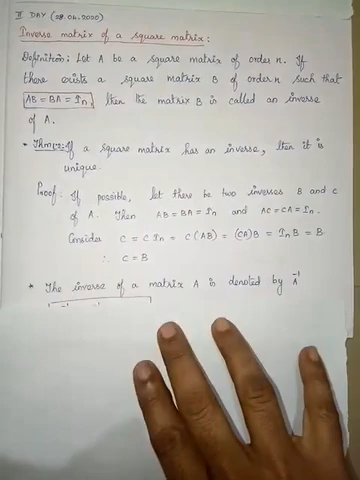 II DAY (08.06.2020)
Inverse matrix of a square matrix:
Definition: Let A be a square matrix of order n. If
there exists a square matrix B of order n such that
AB = BA = In, then the matrix B is called an inverse
of A.
* Thm: If a square matrix has an inverse, then it is
unique.
Proof: If possible, let there be two inverses B and C
of A. Then AB = BA = In and AC = CA = In.
Consider C = C In = C(AB) = (CA)B = In B = B
∴ C = B
* The inverse of a matrix A is denoted by A⁻¹